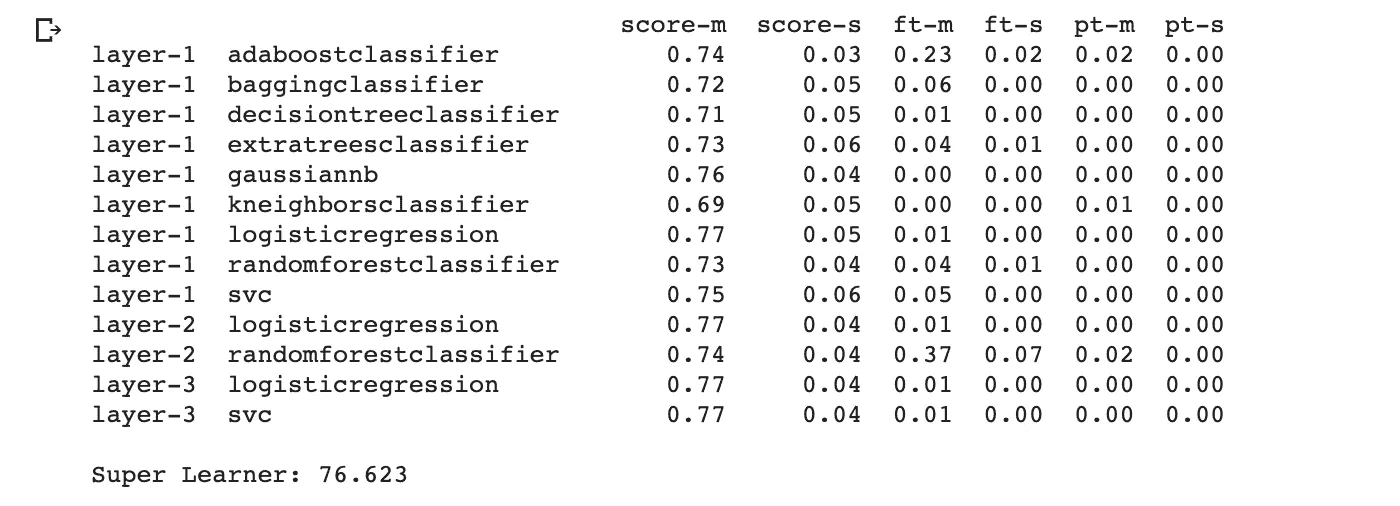 score-m score-s ft-m ft-s pt-m pt-s
layer-1 adaboostclassifier 0.74 0.03 0.23 0.02 0.02 0.00
layer-1 baggingclassifier 0.72 0.05 0.06 0.00 0.00 0.00
layer-1 decisiontreeclassifier 0.71 0.05 0.01 0.00 0.00 0.00
layer-1 extratreesclassifier 0.73 0.06 0.04 0.01 0.00 0.00
layer-1 gaussiannb 0.76 0.04 0.00 0.00 0.00 0.00
layer-1 kneighborsclassifier 0.69 0.05 0.00 0.00 0.01 0.00
layer-1 logisticregression 0.77 0.05 0.01 0.00 0.00 0.00
layer-1 randomforestclassifier 0.73 0.04 0.04 0.01 0.00 0.00
layer-1 svc 0.75 0.06 0.05 0.00 0.00 0.00
layer-2 logisticregression 0.77 0.04 0.01 0.00 0.00 0.00
layer-2 randomforestclassifier 0.74 0.04 0.37 0.07 0.02 0.00
layer-3 logisticregression 0.77 0.04 0.01 0.00 0.00 0.00
layer-3 svc 0.77 0.04 0.01 0.00 0.00 0.00
Super Learner: 76.623